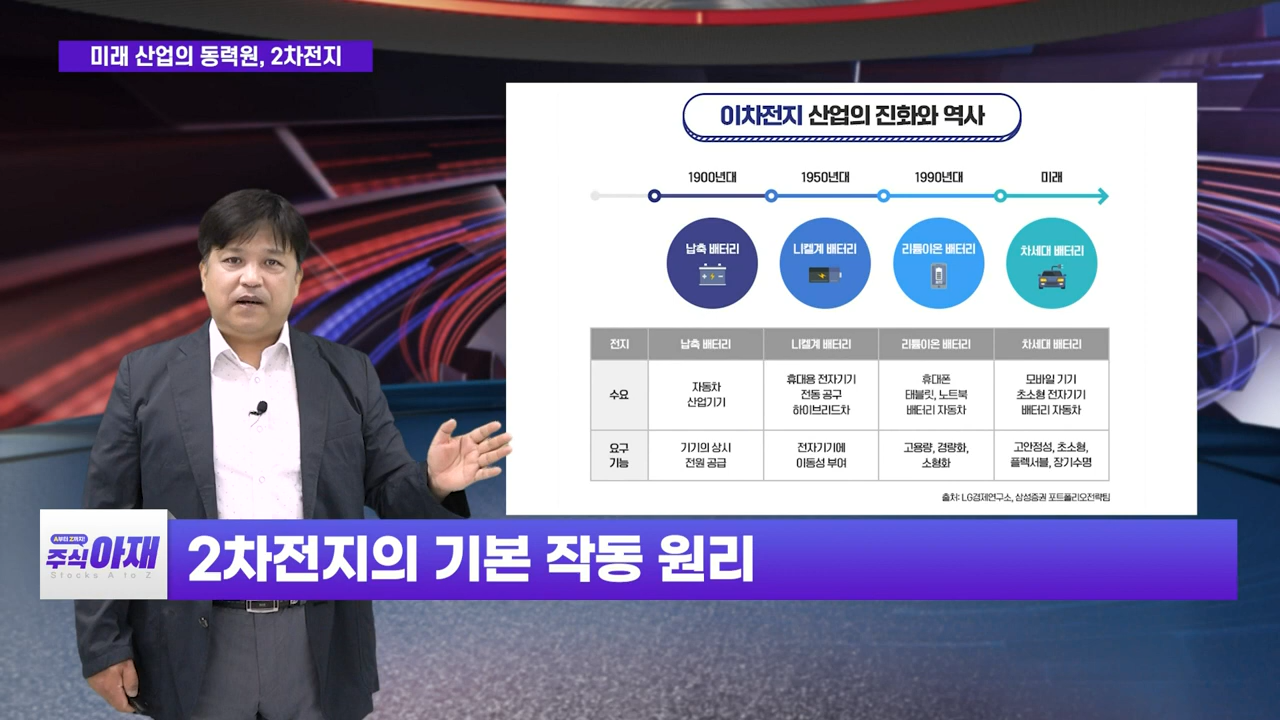 미래 산업의 동력원, 2차전지
이차전지 산업의 진화와 역사
1900년대 1950년대 1990년대 미래
납축 배터리 니켈계 배터리 리튬이온 배터리 차세대 배터리
전지 납축 배터리 니켈계 배터리 리튬이온 배터리 차세대 배터리
수요
자동차
산업기기
휴대용 전자기기
전동 공구
하이브리드차
휴대폰
태블릿, 노트북
배터리 자동차
모바일 기기
초소형 전자기기
배터리 자동차
요구
기능
기기의 상시
전원 공급
전자기기에
이동성 부여
고용량, 경량화,
소형화
고안정성, 초소형,
플렉서블, 장기수명
출처: LG경제연구소, 삼성증권 포트폴리오전략팀
A부터 Z까지!
주식아재
Stocks A to Z
2차전지의 기본 작동 원리